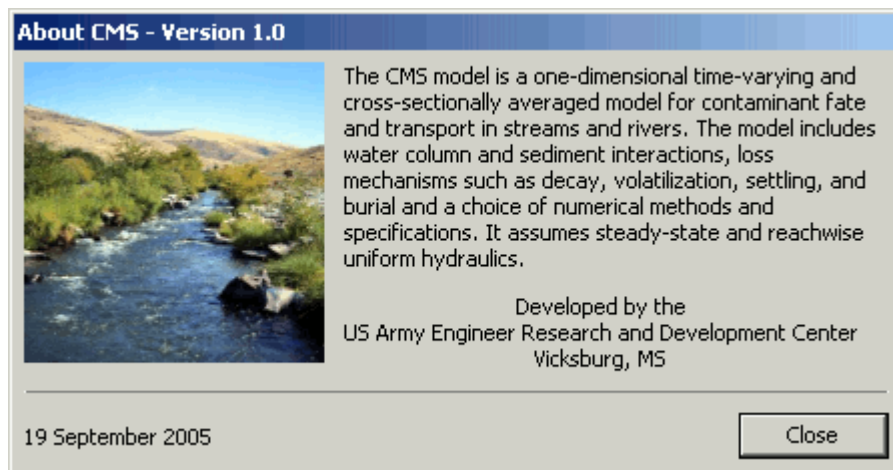 About CMS - Version 1.0
The CMS model is a one-dimensional time-varying and
cross-sectionally averaged model for contaminant fate
and transport in streams and rivers. The model includes
water column and sediment interactions, loss
mechanisms such as decay, volatilization, settling, and
burial and a choice of numerical methods and
specifications. It assumes steady-state and reachwise
uniform hydraulics.
Developed by the
US Army Engineer Research and Development Center
Vicksburg, MS
19 September 2005
Close